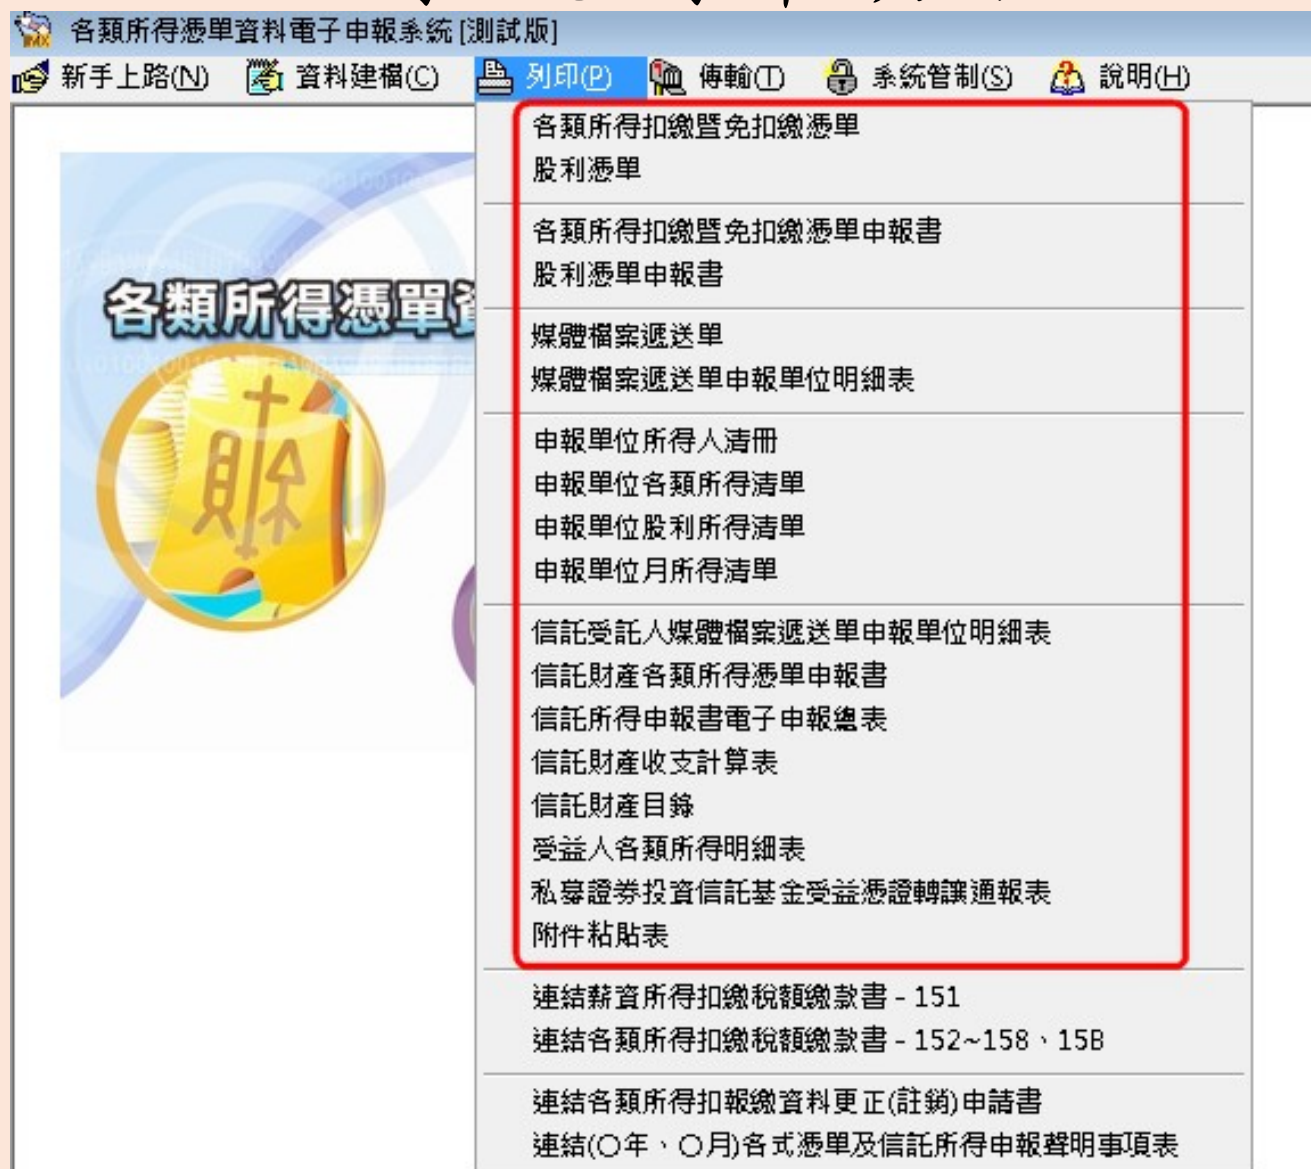 各類所得憑單資料電子申報系統 [測試版]
新手上路(N) 資料建檔(C) 列印(P) 傳輸(T) 系統管制(S) 說明(H)
各類所得扣繳暨免扣繳憑單
股利憑單
各類所得扣繳暨免扣繳憑單申報書
股利憑單申報書
各類所得憑單
媒體檔案遞送單
媒體檔案遞送單申報單位明細表
申報單位所得人清冊
申報單位各類所得清單
申報單位股利所得清單
申報單位月所得清單
信託受託人媒體檔案遞送單申報單位明細表
信託財產各類所得憑單申報書
信託所得申報書電子申報總表
信託財產收支計算表
信託財產目錄
受益人各類所得明細表
私募證券投資信託基金受益憑證轉讓通報表
附件粘貼表
連結薪資所得扣繳稅額繳款書 - 151
連結各類所得扣繳稅額繳款書 - 152~158、15B
連結各類所得扣報繳資料更正(註銷)申請書
連結(○年、○月)各式憑單及信託所得申報聲明事項表